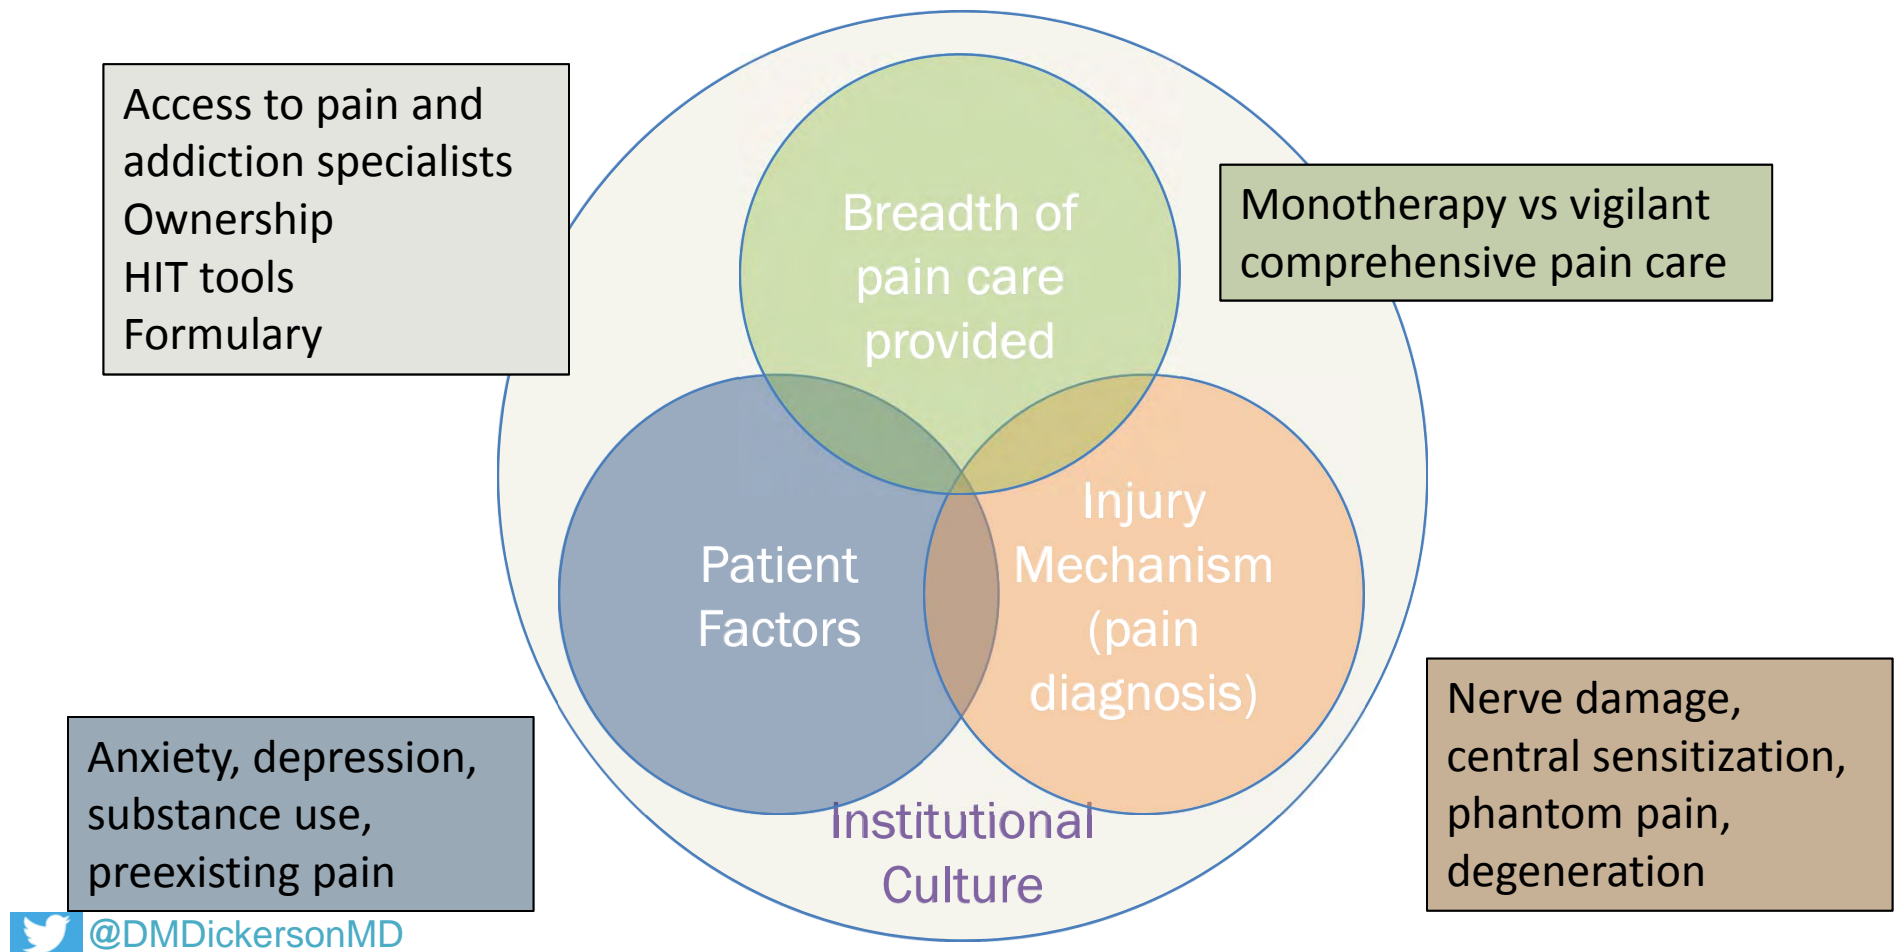 Access to pain and
addiction specialists
Ownership
HIT tools
Formulary
Breadth of
pain care
provided
Monotherapy vs vigilant
comprehensive pain care
Patient
Factors
Injury
Mechanism
(pain
diagnosis)
Anxiety, depression,
substance use,
preexisting pain
Institutional
Culture
Nerve damage,
central sensitization,
phantom pain,
degeneration
@DMDickersonMD